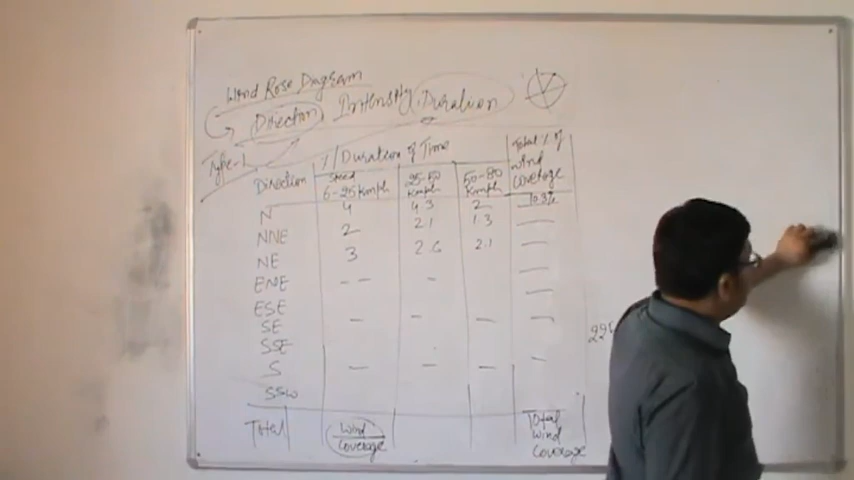 Wind Rose Diagram
Direction, Intensity, Duration
Type-1
Direction
% Duration of Time
Speed 6-25 Kmph
25-50 Kmph
50-80 Kmph
Total % of wind coverage
N 4 4.3 2 10.3%
NNE 2 2.1 1.3
NE 3 2.6 2.1
ENE - - -
ESE
SE - - - -
SSE
S - - - -
SSW
Total
Wind Coverage
Total Wind Coverage